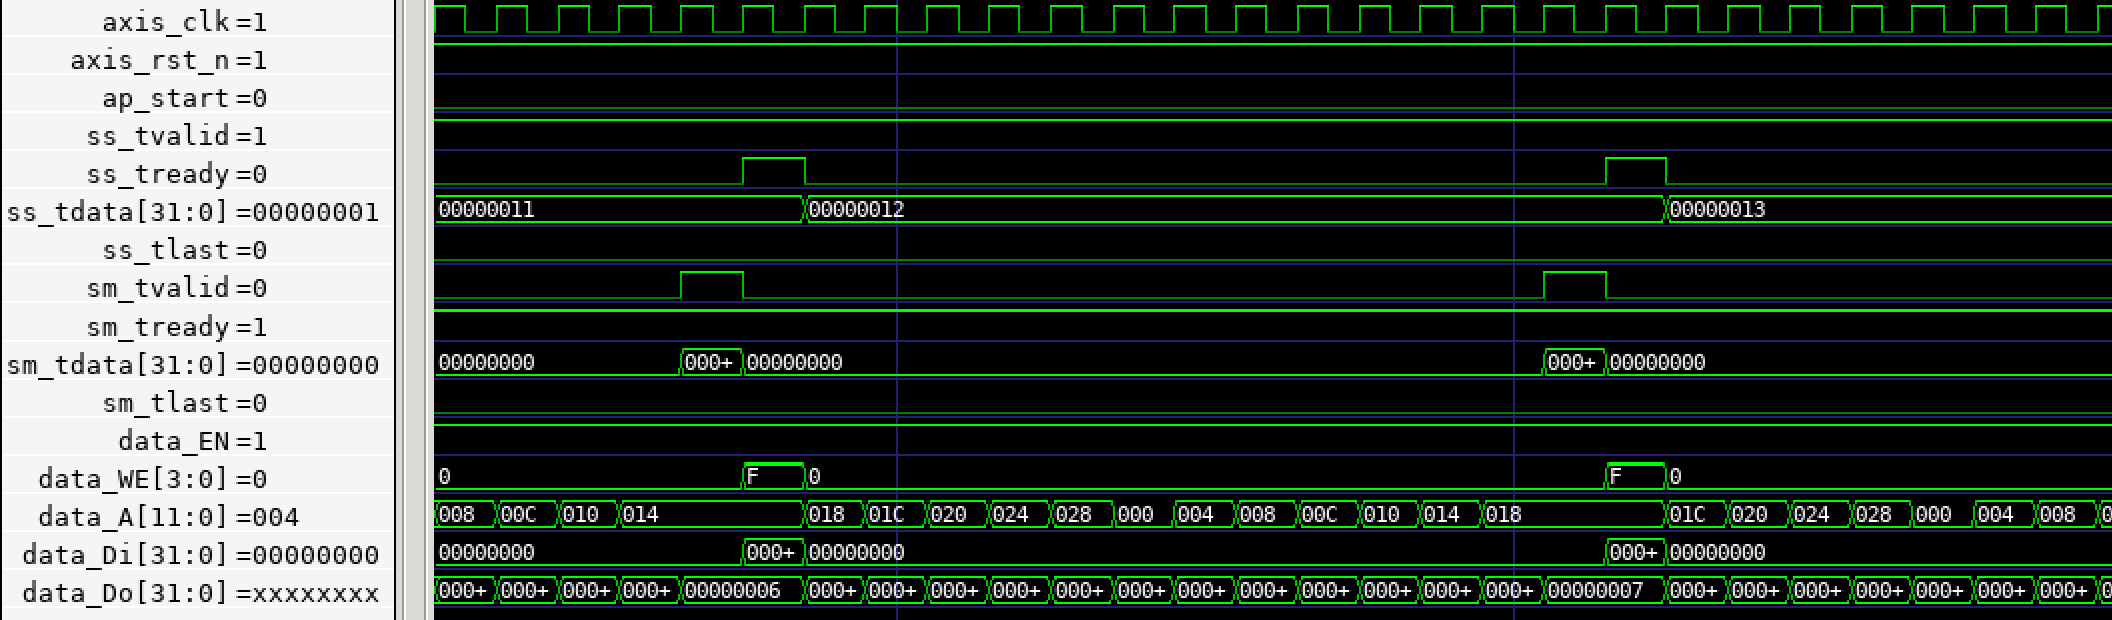 axis_clk =1
axis_rst_n =1
ap_start =0
ss_tvalid =1
ss_tready =0
ss_tdata[31:0] =00000001 00000011 00000012 00000013
ss_tlast =0
sm_tvalid =0
sm_tready =1
sm_tdata[31:0] =00000000 00000000 000+ 00000000 000+ 00000000
sm_tlast =0
data_EN =1
data_WE[3:0] =0 0 F 0 F 0
data_A[11:0] =004 008 00C 010 014 018 01C 020 024 028 000 004 008 00C 010 014 018 01C 020 024 028 000 004 008 0
data_Di[31:0] =00000000 00000000 000+ 00000000 000+ 00000000
data_Do[31:0] =xxxxxxxx 000+ 000+ 000+ 000+ 00000006 000+ 000+ 000+ 000+ 000+ 000+ 000+ 000+ 000+ 000+ 000+ 000+ 00000007 000+ 000+ 000+ 000+ 000+ 000+ 000+ 0